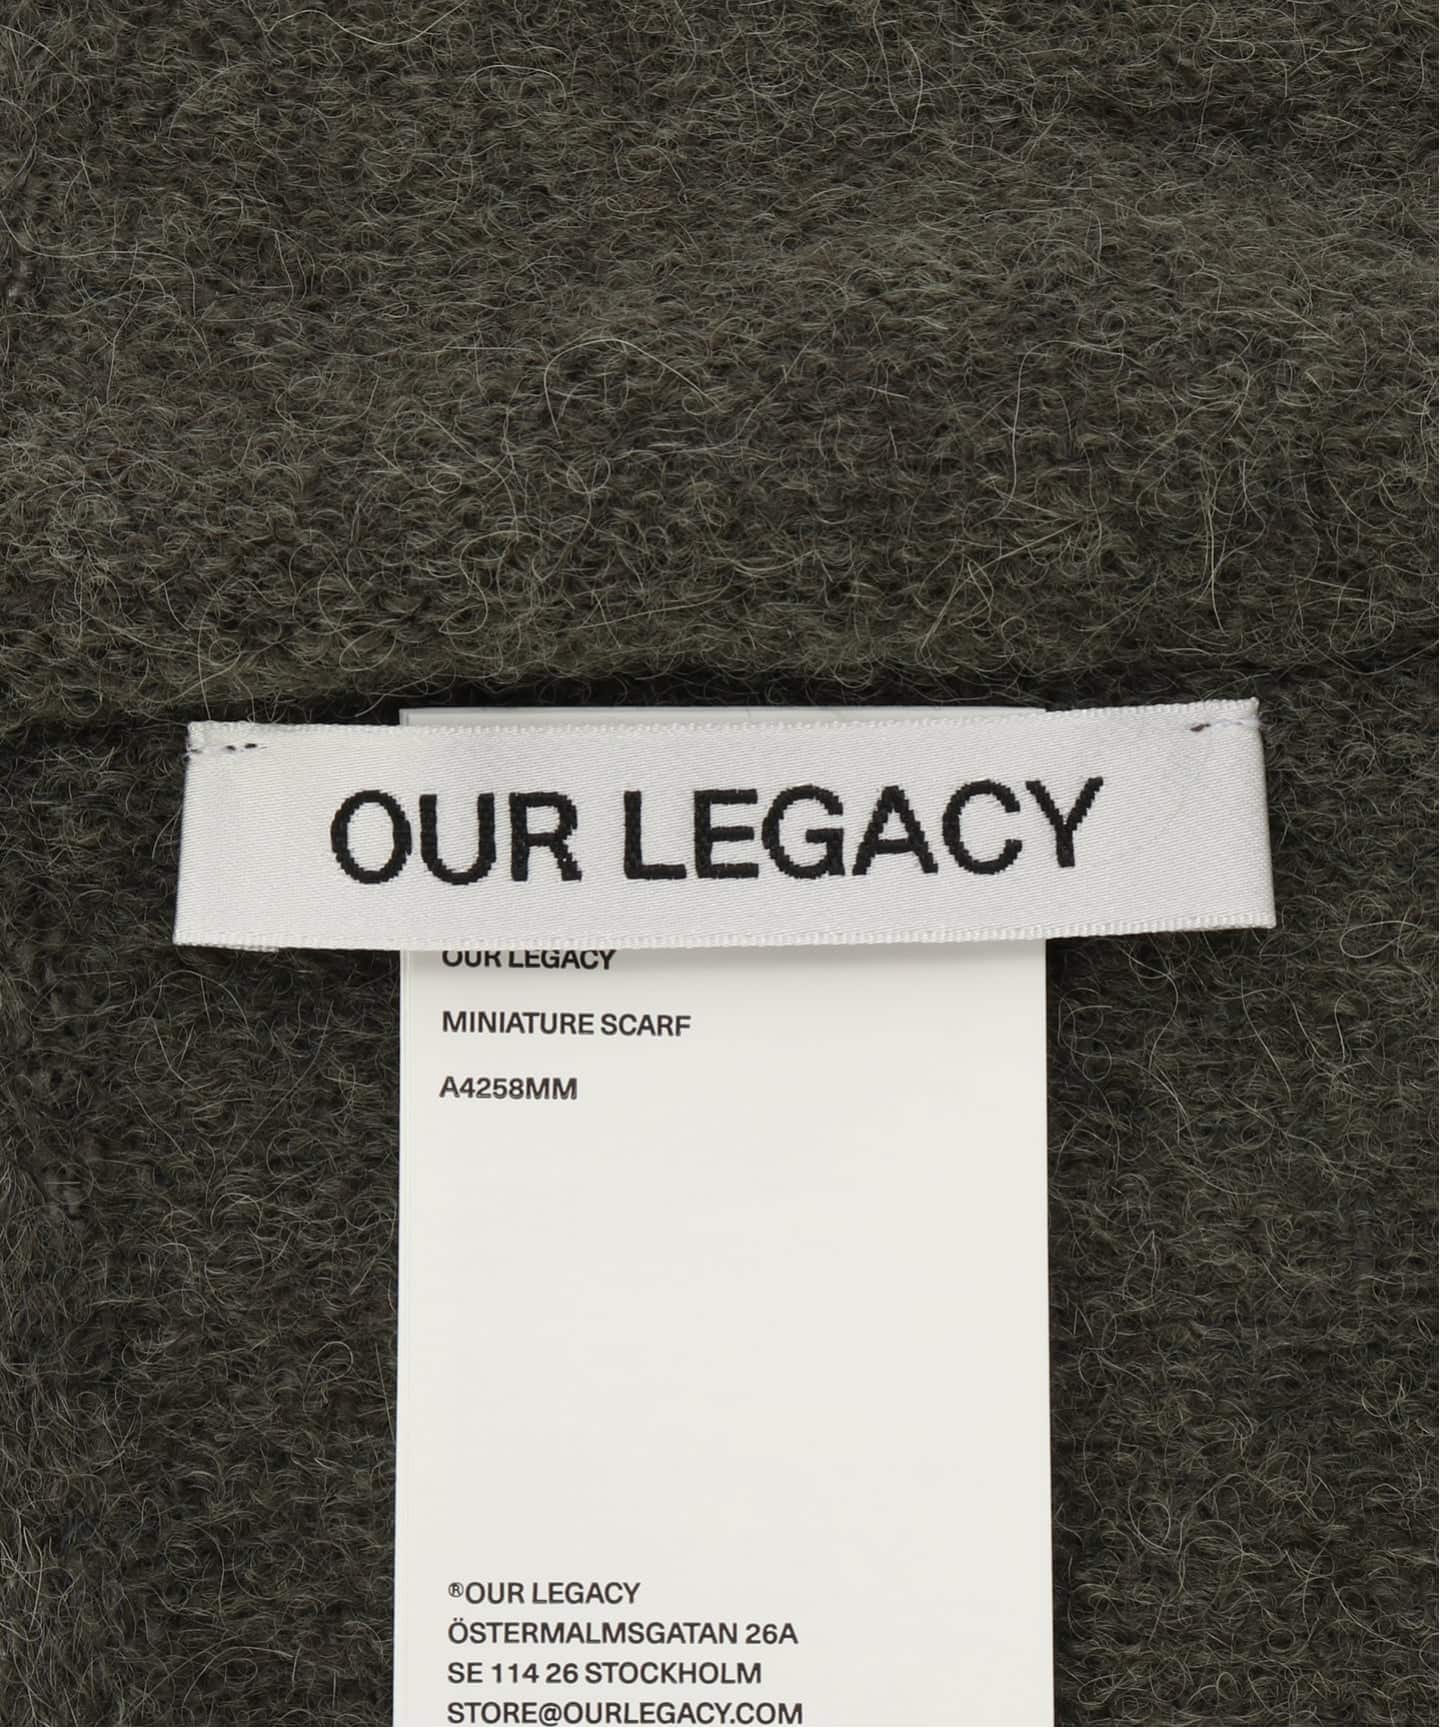 OUR LEGACY
OUR LEGACY
MINIATURE SCARF
A4258MM
®OUR LEGACY
ÖSTERMALMSGATAN 26A
SE 114 26 STOCKHOLM
STORE@OURLEGACY.COM